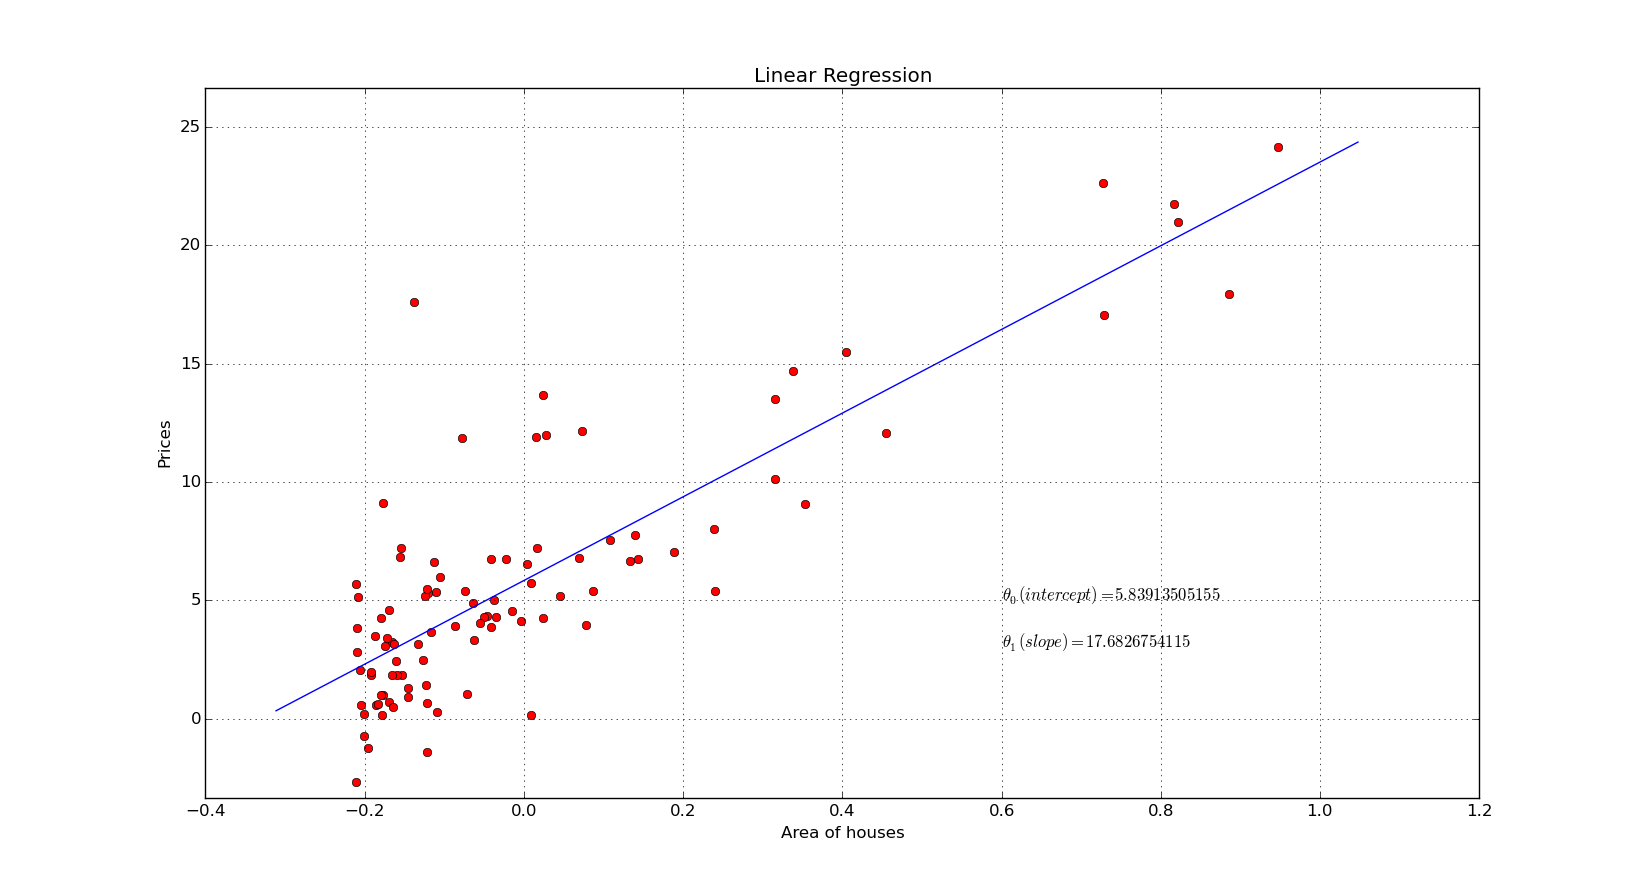 Linear Regression
25
20
15
10
5
0
Prices
θ₀ (intercept) = 5.83913505155
θ₁ (slope) = 17.6826754115
−0.4 −0.2 0.0 0.2 0.4 0.6 0.8 1.0 1.2
Area of houses